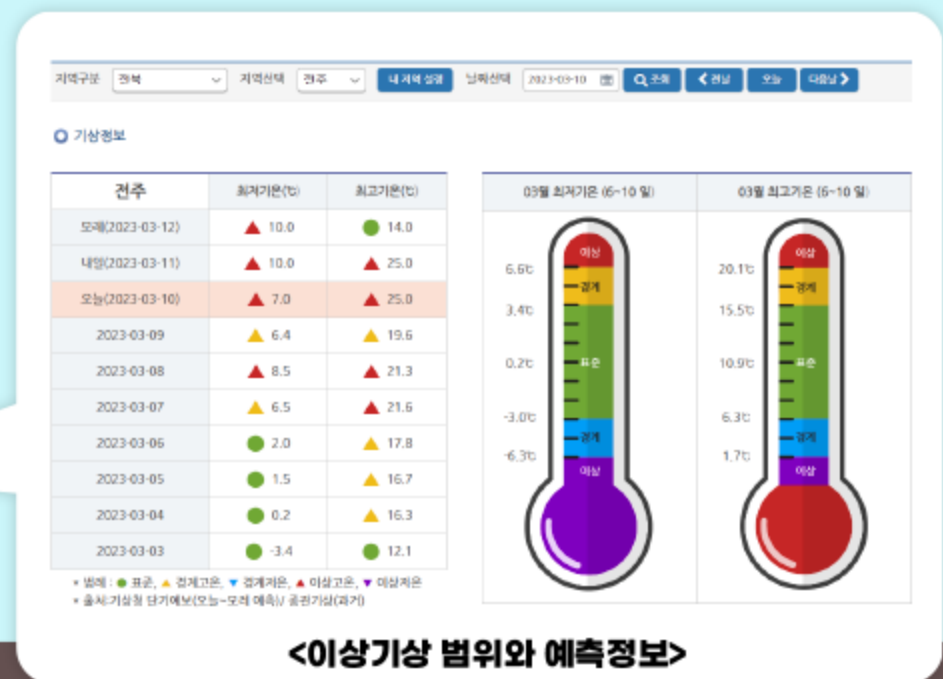 지역구분 전북 지역선택 전주 내 지역 설정 날짜선택 2023-03-10 조회 전날 오늘 다음날
기상정보
전주 최저기온(℃) 최고기온(℃)
모레(2023-03-12) 10.0 14.0
내일(2023-03-11) 10.0 25.0
오늘(2023-03-10) 7.0 25.0
2023-03-09 6.4 19.6
2023-03-08 8.5 21.3
2023-03-07 6.5 21.6
2023-03-06 2.0 17.8
2023-03-05 1.5 16.7
2023-03-04 0.2 16.3
2023-03-03 -3.4 12.1
* 범례 : 표준, 경계고온, 경계저온, 이상고온, 이상저온
* 출처:기상청 단기예보(오늘~모레 예측)/ 종관기상(과거)
03월 최저기온 (6~10 일) 03월 최고기온 (6~10 일)
이상 이상
6.6℃ 20.1℃
경계 경계
3.4℃ 15.5℃
0.2℃ 표준 10.9℃ 표준
-3.0℃ 6.3℃
경계 경계
-6.3℃ 1.7℃
이상 이상
<이상기상 범위와 예측정보>